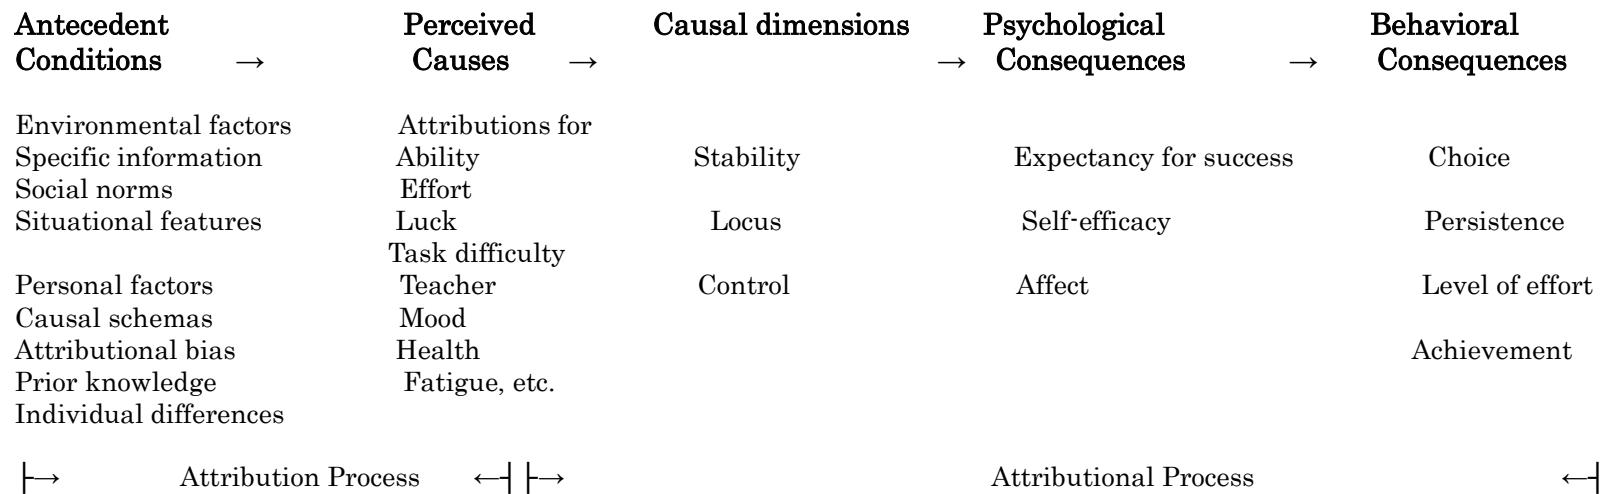 Antecedent Perceived Causal dimensions Psychological Behavioral
Conditions → Causes → → Consequences → Consequences
Environmental factors Attributions for
Specific information Ability Stability Expectancy for success Choice
Social norms Effort
Situational features Luck Locus Self-efficacy Persistence
Task difficulty
Personal factors Teacher Control Affect Level of effort
Causal schemas Mood
Attributional bias Health Achievement
Prior knowledge Fatigue, etc.
Individual differences
├→ Attribution Process ←┤├→ Attributional Process ←┤